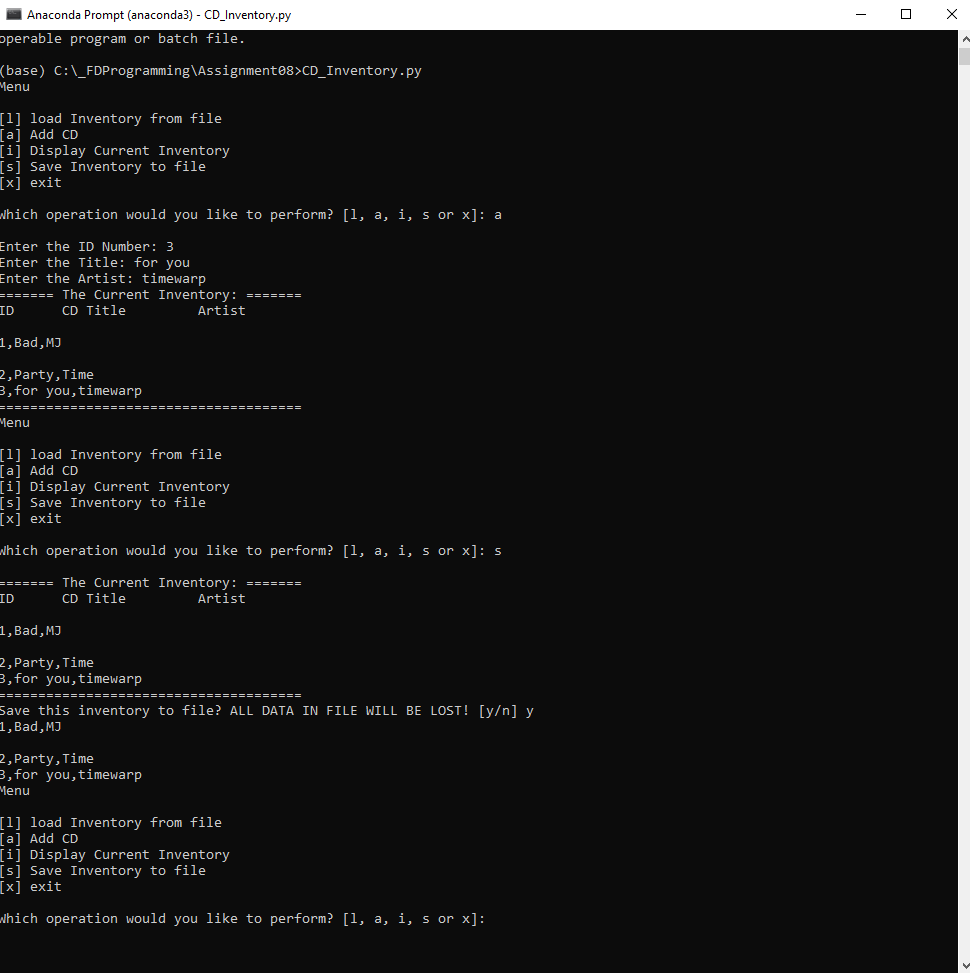 Anaconda Prompt (anaconda3) - CD_Inventory.py
operable program or batch file.
(base) C:\_FDProgramming\Assignment08>CD_Inventory.py
Menu
[l] load Inventory from file
[a] Add CD
[i] Display Current Inventory
[s] Save Inventory to file
[x] exit
Which operation would you like to perform? [l, a, i, s or x]: a
Enter the ID Number: 3
Enter the Title: for you
Enter the Artist: timewarp
======= The Current Inventory: =======
ID      CD Title         Artist
1,Bad,MJ
2,Party,Time
3,for you,timewarp
======================================
Menu
[l] load Inventory from file
[a] Add CD
[i] Display Current Inventory
[s] Save Inventory to file
[x] exit
Which operation would you like to perform? [l, a, i, s or x]: s
======= The Current Inventory: =======
ID      CD Title         Artist
1,Bad,MJ
2,Party,Time
3,for you,timewarp
======================================
Save this inventory to file? ALL DATA IN FILE WILL BE LOST! [y/n] y
1,Bad,MJ
2,Party,Time
3,for you,timewarp
Menu
[l] load Inventory from file
[a] Add CD
[i] Display Current Inventory
[s] Save Inventory to file
[x] exit
Which operation would you like to perform? [l, a, i, s or x]: